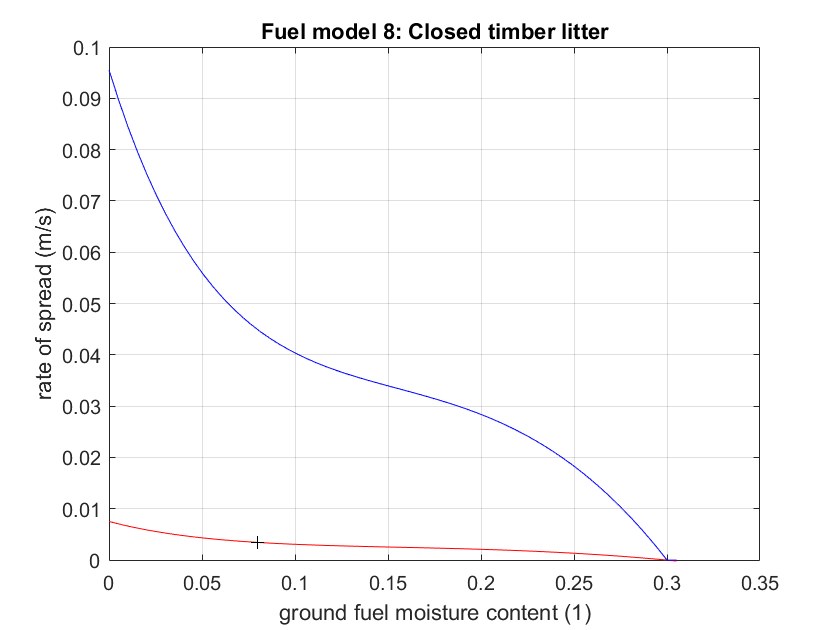 Fuel model 8: Closed timber litter
rate of spread (m/s)
0.1
0.09
0.08
0.07
0.06
0.05
0.04
0.03
0.02
0.01
0
0 0.05 0.1 0.15 0.2 0.25 0.3 0.35
ground fuel moisture content (1)